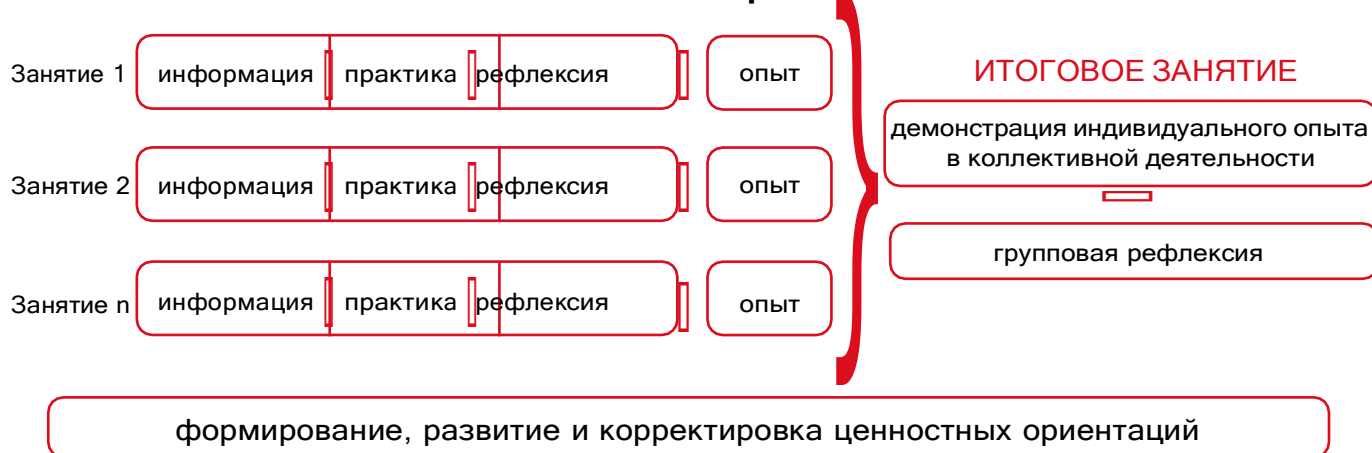 Занятие 1 информация практика рефлексия опыт
Занятие 2 информация практика рефлексия опыт
Занятие n информация практика рефлексия опыт
ИТОГОВОЕ ЗАНЯТИЕ
демонстрация индивидуального опыта
в коллективной деятельности
групповая рефлексия
формирование, развитие и корректировка ценностных ориентаций